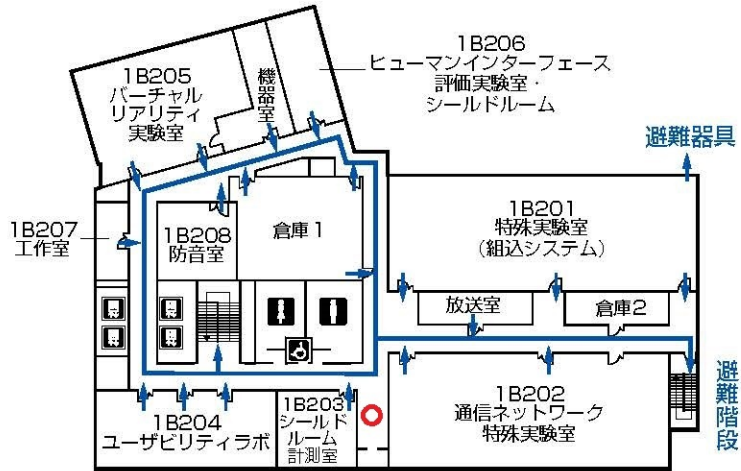 1B206
ヒューマンインターフェース
評価実験室・
シールドルーム
1B205
バーチャル
リアリティ
実験室
機器室
避難器具
1B201
特殊実験室
(組込システム)
1B207
工作室
1B208
防音室
倉庫1
放送室
倉庫2
避難階段
1B202
通信ネットワーク
特殊実験室
1B203
シールド
ルーム
計測室
1B204
ユーザビリティラボ